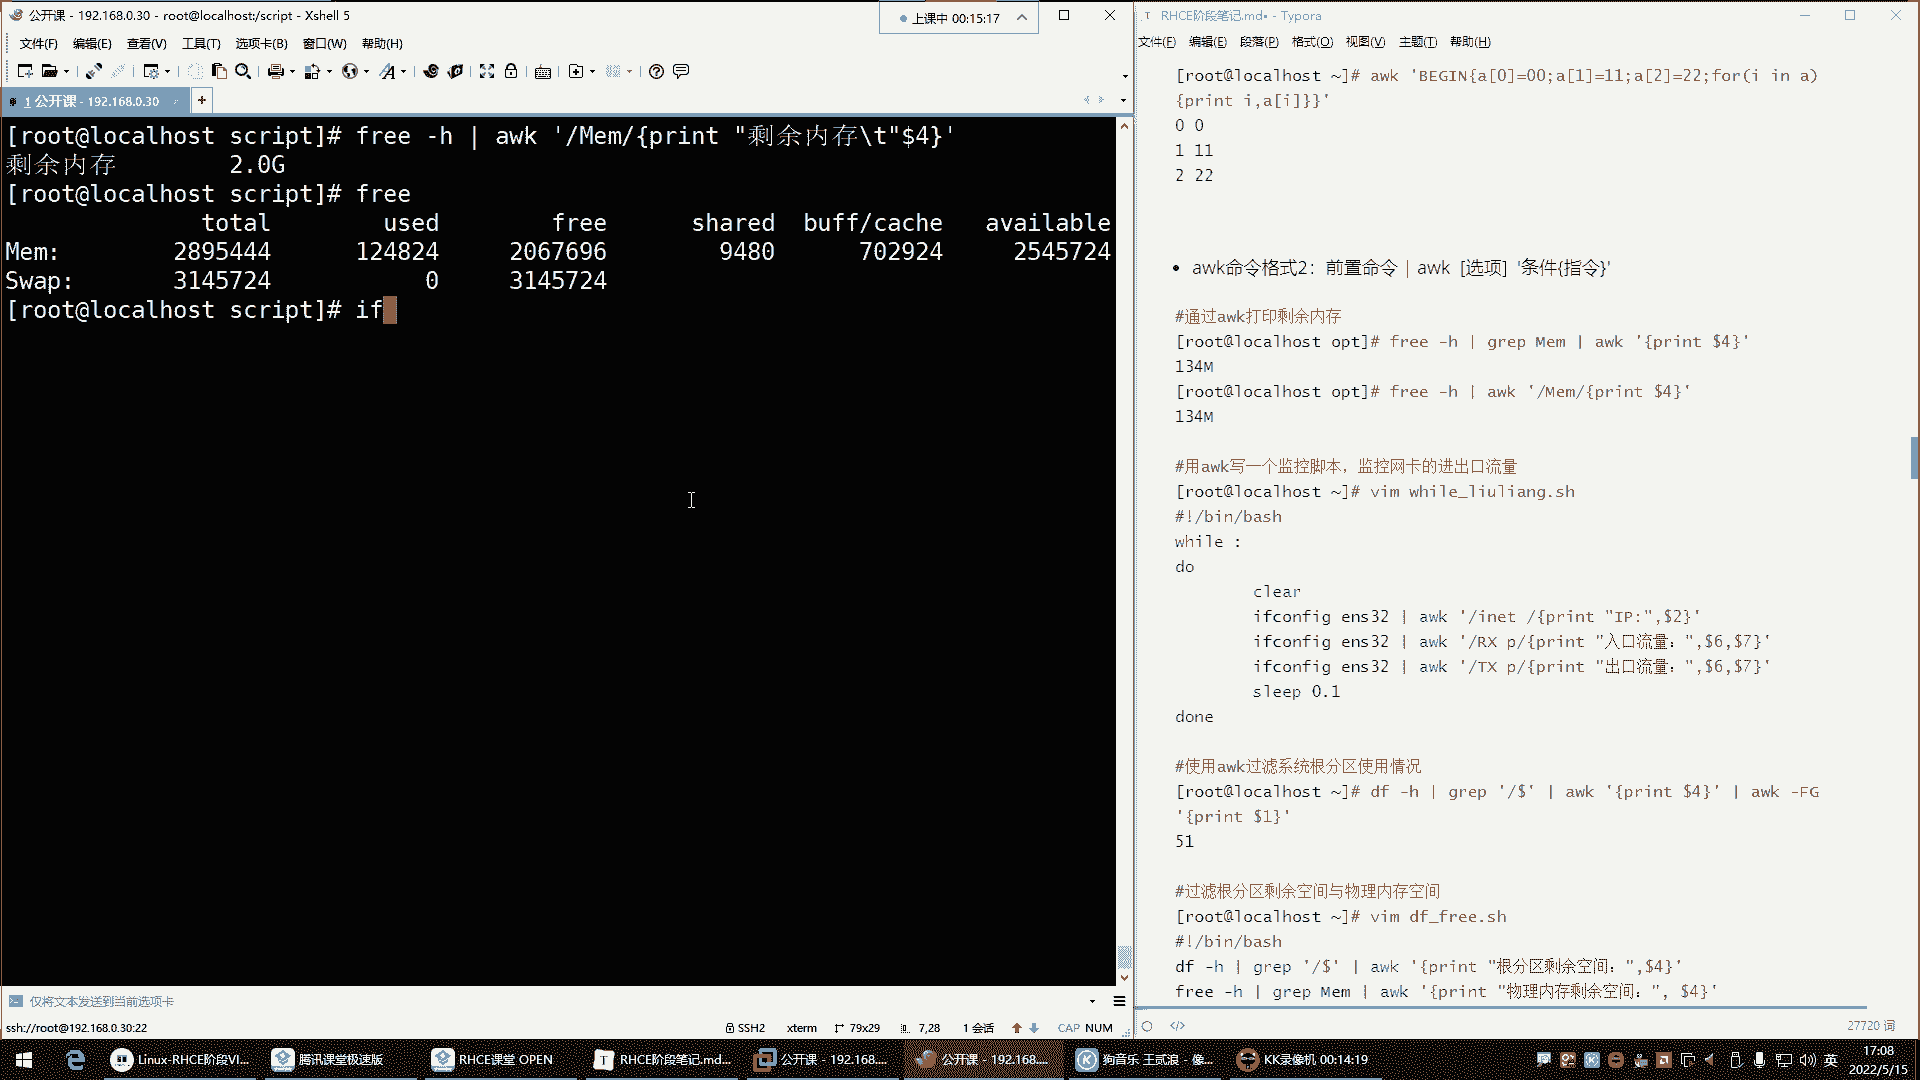 公开课 - 192.168.0.30 - root@localhost:/script - Xshell 5
上课中 00:15:17
文件(F) 编辑(E) 查看(V) 工具(T) 选项卡(B) 窗口(W) 帮助(H)
1 公开课 - 192.168.0.30
[root@localhost script]# free -h | awk '/Mem/{print "剩余内存\t"$4}'
剩余内存 2.0G
[root@localhost script]# free
total used free shared buff/cache available
Mem: 2895444 124824 2067696 9480 702924 2545724
Swap: 3145724 0 3145724
[root@localhost script]# if
仅将文本发送到当前选项卡
ssh://root@192.168.0.30:22 SSH2 xterm 79x29 7,28 1 会话 CAP NUM
RHCE阶段笔记.md• - Typora
文件(F) 编辑(E) 段落(P) 格式(O) 视图(V) 主题(T) 帮助(H)
[root@localhost ~]# awk 'BEGIN{a[0]=00;a[1]=11;a[2]=22;for(i in a)
{print i,a[i]}}'
0 0
1 11
2 22
• awk命令格式2：前置命令 | awk [选项] '条件{指令}'
#通过awk打印剩余内存
[root@localhost opt]# free -h | grep Mem | awk '{print $4}'
134M
[root@localhost opt]# free -h | awk '/Mem/{print $4}'
134M
#用awk写一个监控脚本，监控网卡的进出口流量
[root@localhost ~]# vim while_liuliang.sh
#!/bin/bash
while :
do
clear
ifconfig ens32 | awk '/inet /{print "IP:",$2}'
ifconfig ens32 | awk '/RX p/{print "入口流量：",$6,$7}'
ifconfig ens32 | awk '/TX p/{print "出口流量：",$6,$7}'
sleep 0.1
done
#使用awk过滤系统根分区使用情况
[root@localhost ~]# df -h | grep '/$' | awk '{print $4}' | awk -FG
'{print $1}'
51
#过滤根分区剩余空间与物理内存空间
[root@localhost ~]# vim df_free.sh
#!/bin/bash
df -h | grep '/$' | awk '{print "根分区剩余空间：",$4}'
free -h | grep Mem | awk '{print "物理内存剩余空间：", $4}'
27720 词
Linux-RHCE阶段VI... 腾讯课堂极速版 RHCE课堂 OPEN RHCE阶段笔记.md... 公开课 - 192.168.... 公开课 - 192.168.... 狗音乐 王贰浪 - 像... KK录像机 00:14:19 英
17:08
2022/5/15